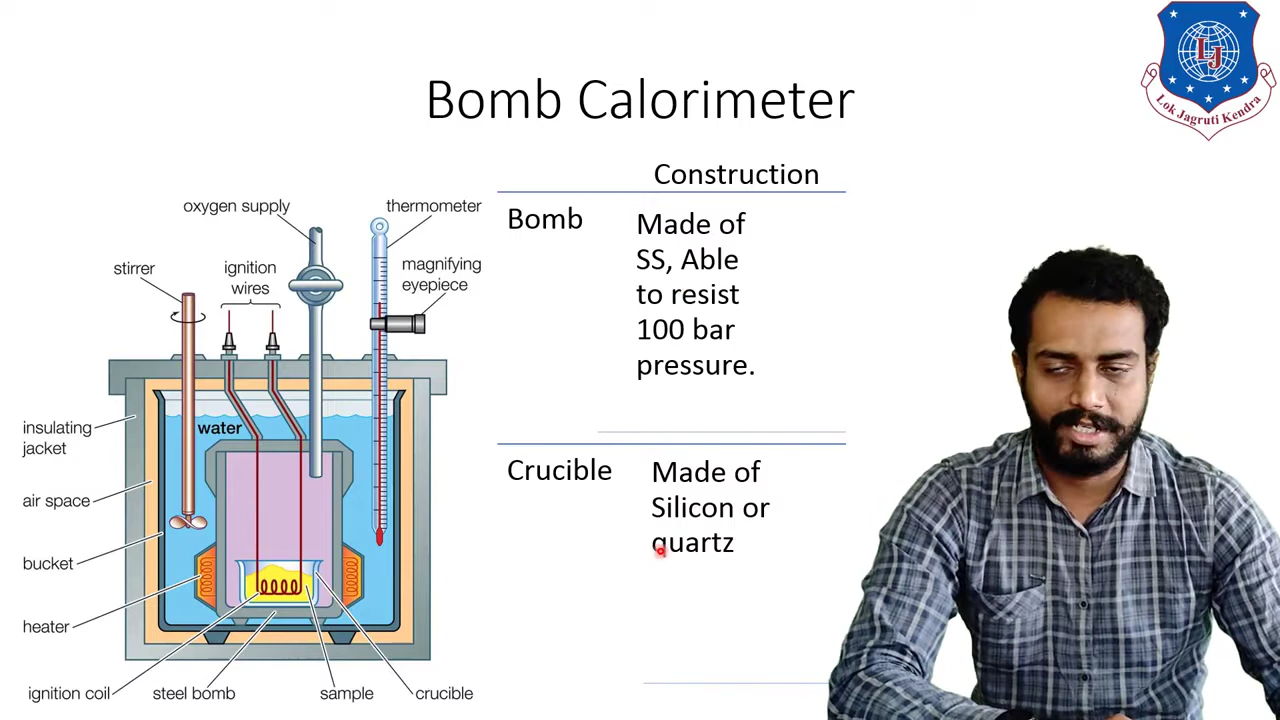 Bomb Calorimeter
LJ
Lok Jagruti Kendra
Construction
Bomb
Made of
SS, Able
to resist
100 bar
pressure.
Crucible
Made of
Silicon or
quartz
oxygen supply
thermometer
stirrer
ignition
wires
magnifying
eyepiece
water
insulating
jacket
air space
bucket
heater
ignition coil
steel bomb
sample
crucible